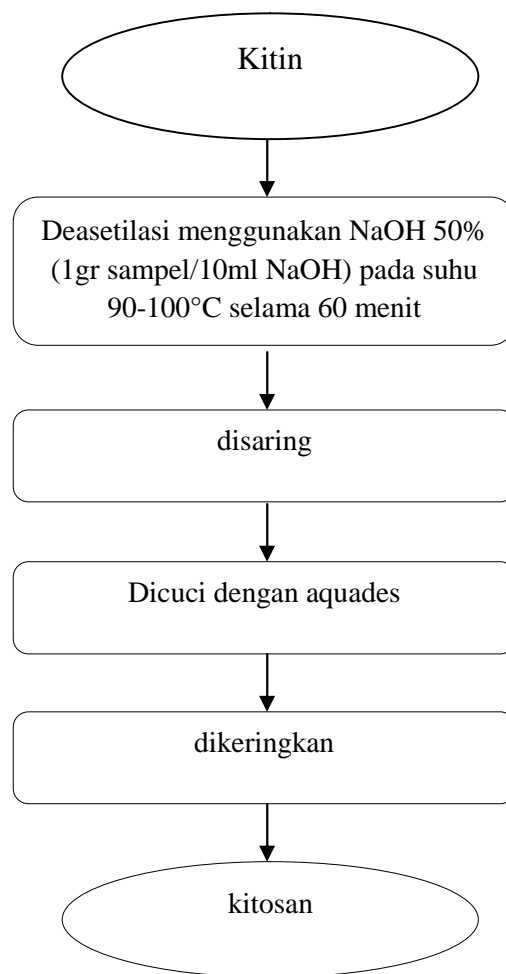 Kitin
Deasetilasi menggunakan NaOH 50%
(1gr sampel/10ml NaOH) pada suhu
90-100°C selama 60 menit
disaring
Dicuci dengan aquades
dikeringkan
kitosan